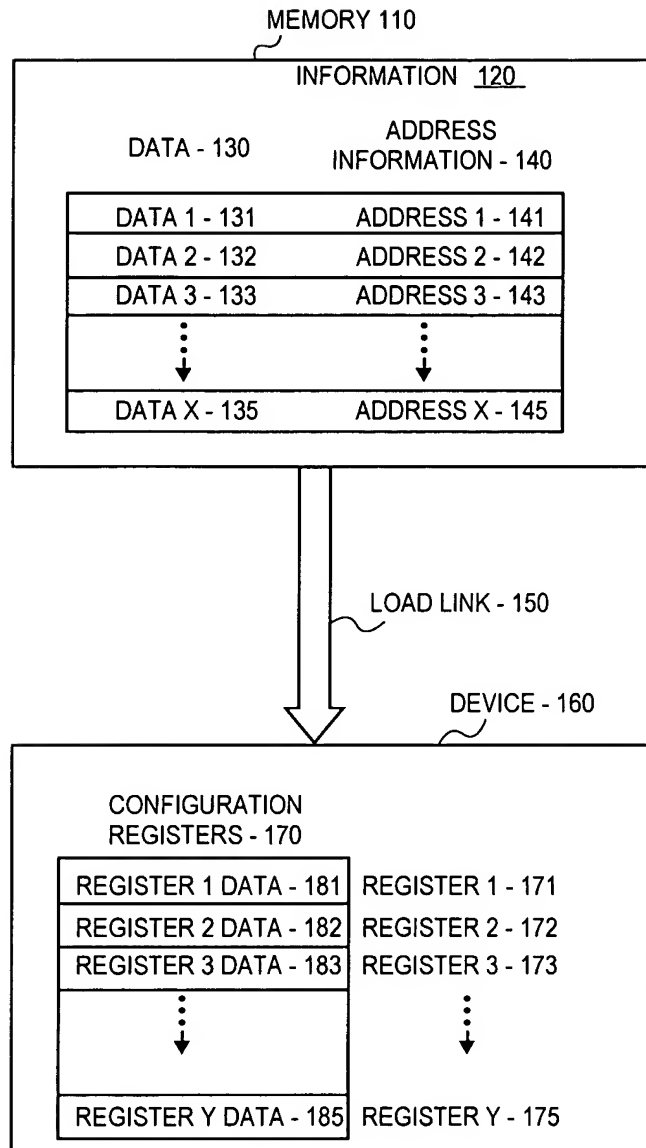 MEMORY 110
INFORMATION 120
DATA - 130
ADDRESS
INFORMATION - 140
DATA 1 - 131 ADDRESS 1 - 141
DATA 2 - 132 ADDRESS 2 - 142
DATA 3 - 133 ADDRESS 3 - 143
DATA X - 135 ADDRESS X - 145
LOAD LINK - 150
DEVICE - 160
CONFIGURATION
REGISTERS - 170
REGISTER 1 DATA - 181 REGISTER 1 - 171
REGISTER 2 DATA - 182 REGISTER 2 - 172
REGISTER 3 DATA - 183 REGISTER 3 - 173
REGISTER Y DATA - 185 REGISTER Y - 175